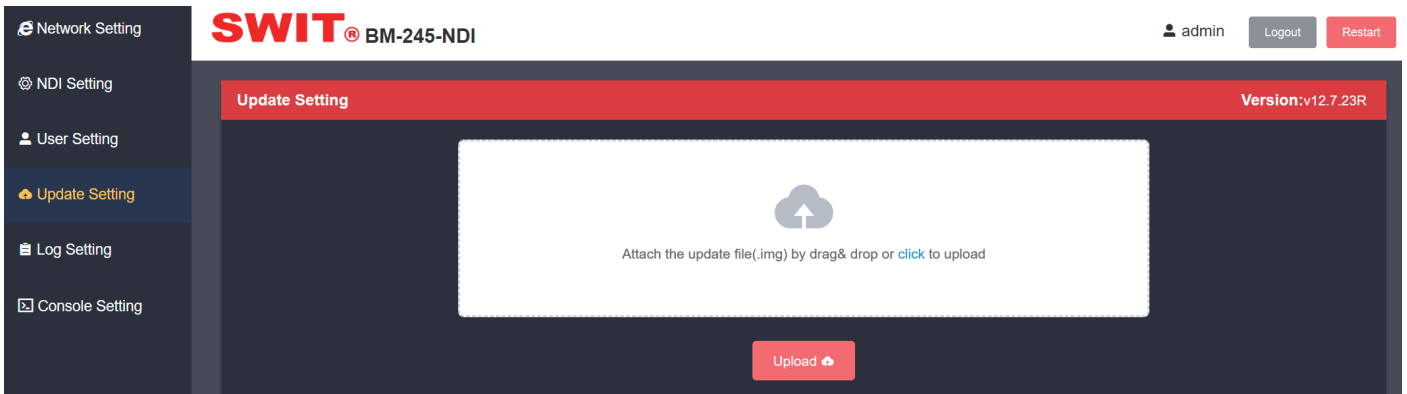 Network Setting
NDI Setting
User Setting
Update Setting
Log Setting
Console Setting
SWIT® BM-245-NDI
admin
Logout
Restart
Update Setting
Version:v12.7.23R
Attach the update file(.img) by drag& drop or click to upload
Upload